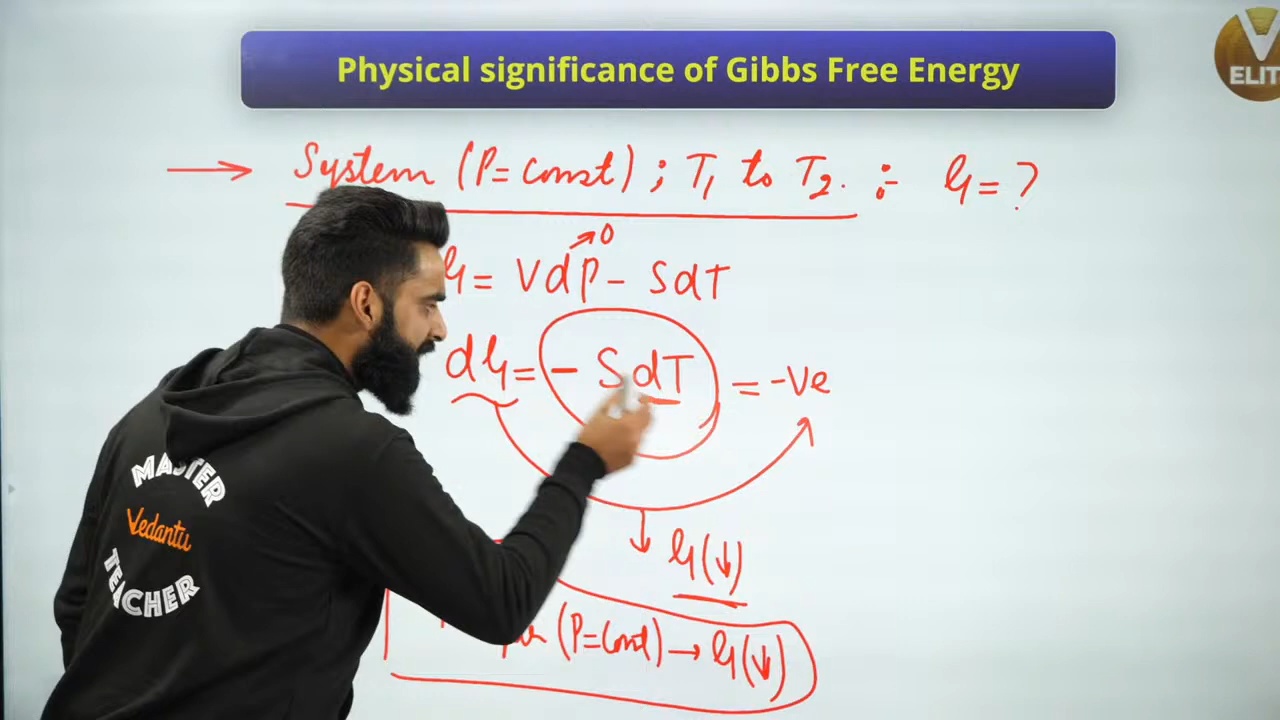 Physical significance of Gibbs Free Energy
V
ELIT
→ System (P=const) ; T₁ to T₂ :- G = ?
G = VdP - SdT
→ 0
dG = - SdT = -ve
G(↓)
(P=Const) → G(↓)
MASTER
Vedantu
TEACHER